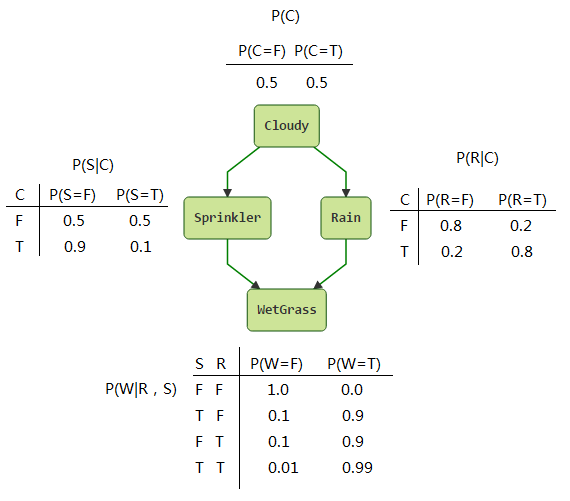 P(C)
P(C=F) P(C=T)
0.5 0.5
Cloudy
P(S|C)
C P(S=F) P(S=T)
F 0.5 0.5
T 0.9 0.1
P(R|C)
C P(R=F) P(R=T)
F 0.8 0.2
T 0.2 0.8
Sprinkler
Rain
WetGrass
P(W|R , S)
S R P(W=F) P(W=T)
F F 1.0 0.0
T F 0.1 0.9
F T 0.1 0.9
T T 0.01 0.99